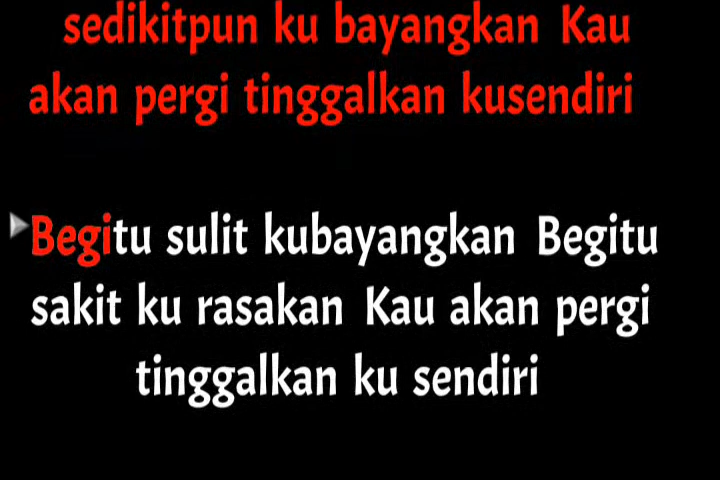 sedikitpun ku bayangkan Kau
akan pergi tinggalkan kusendiri
Begitu sulit kubayangkan Begitu
sakit ku rasakan Kau akan pergi
tinggalkan ku sendiri